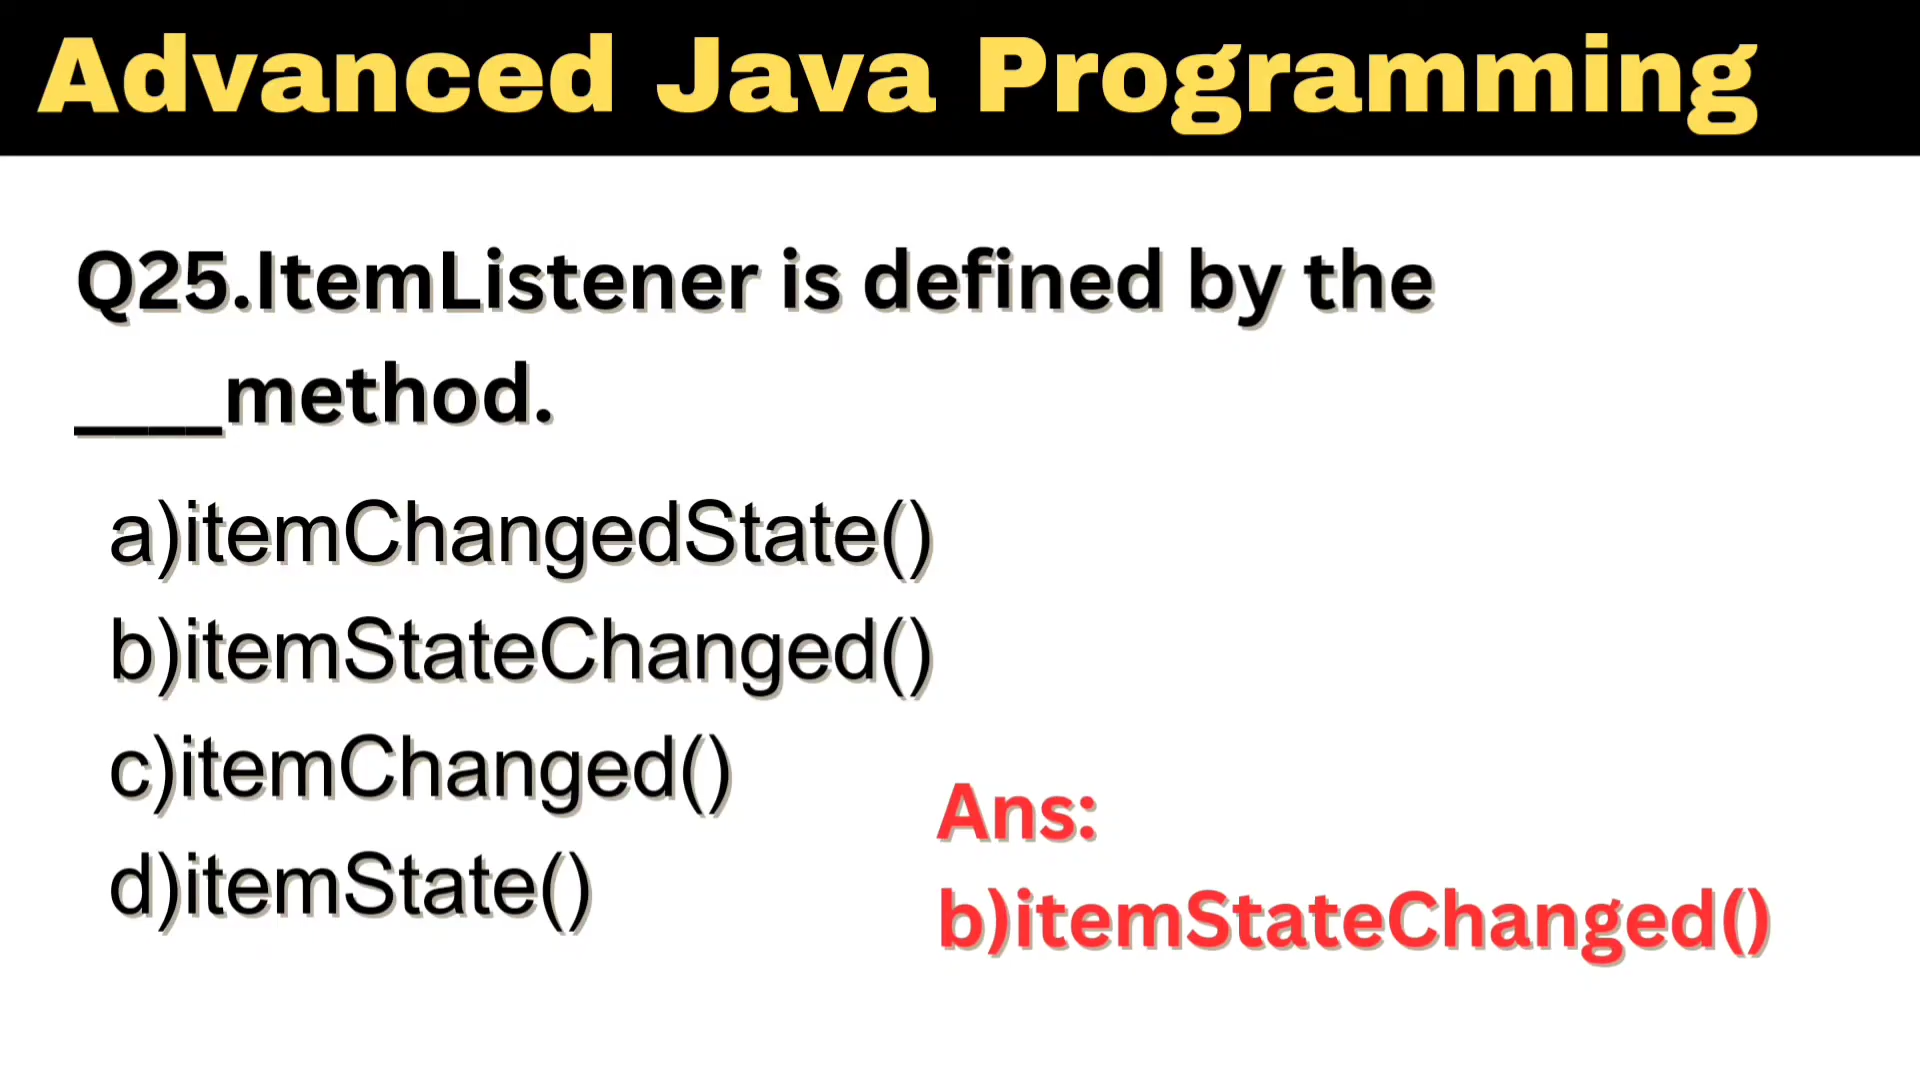 Advanced Java Programming
Q25.ItemListener is defined by the
____method.
a)itemChangedState()
b)itemStateChanged()
c)itemChanged()
d)itemState()
Ans:
b)itemStateChanged()